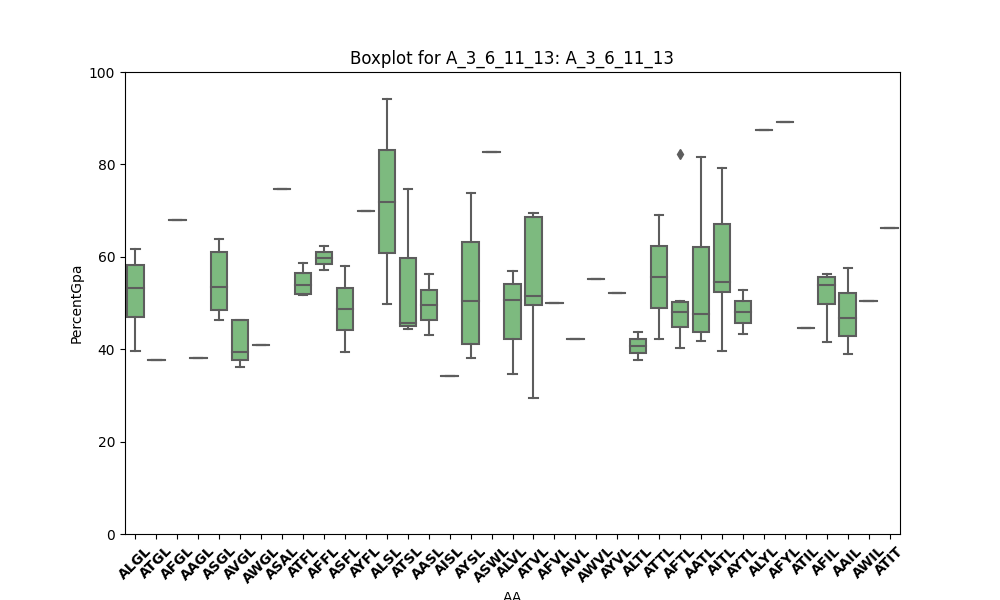 Boxplot for A_3_6_11_13: A_3_6_11_13
100
80
60
40
20
0
PercentGpa
ALGL ATGL AFGL AAGL ASGL AVGL AWGL ASAL ATFL AFFL ASFL AYFL ALSL ATSL AASL AISL AYSL ASWL ALVL ATVL AFVL AIVL AWVL AYVL ALTL ATTL AFTL AATL AITL AYTL ALYL AFYL ATIL AFIL AAIL AWIL ATIT
AA